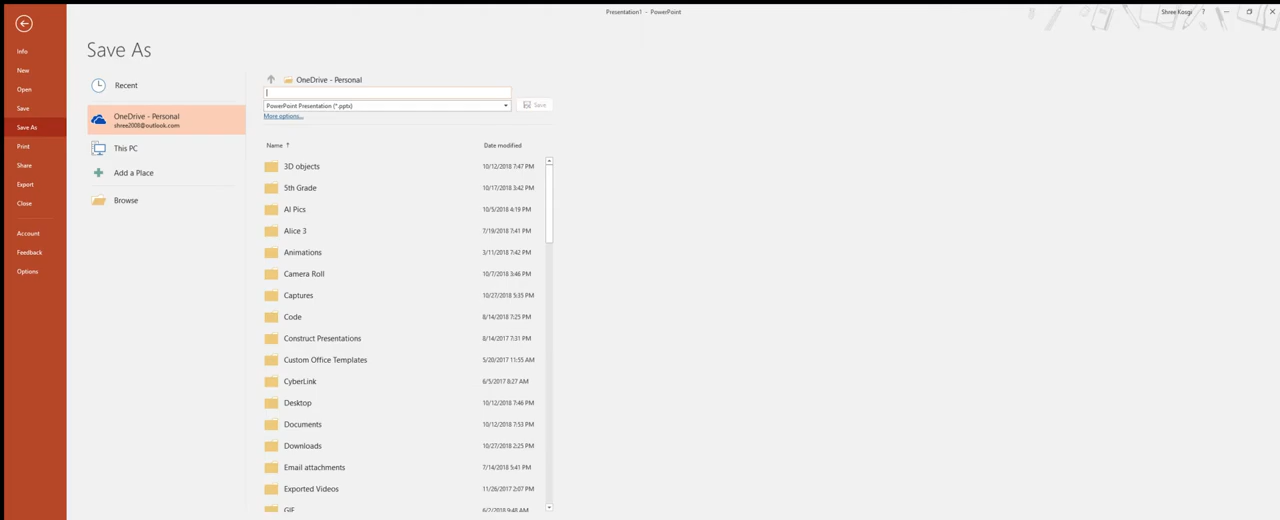 Presentation1 - PowerPoint
Shree Kosgi
?
Info
New
Open
Save
Save As
Print
Share
Export
Close
Account
Feedback
Options
Save As
Recent
OneDrive - Personal
shree2008@outlook.com
This PC
Add a Place
Browse
OneDrive - Personal
PowerPoint Presentation (*.pptx)
Save
More options...
Name ↑ Date modified
3D objects 10/12/2018 7:47 PM
5th Grade 10/17/2018 3:42 PM
AI Pics 10/5/2018 4:19 PM
Alice 3 7/19/2018 7:41 PM
Animations 3/11/2018 7:42 PM
Camera Roll 10/7/2018 3:46 PM
Captures 10/27/2018 5:35 PM
Code 8/14/2018 7:25 PM
Construct Presentations 8/14/2017 7:31 PM
Custom Office Templates 5/20/2017 11:55 AM
CyberLink 6/5/2017 8:27 AM
Desktop 10/12/2018 7:46 PM
Documents 10/12/2018 7:53 PM
Downloads 10/27/2018 2:25 PM
Email attachments 7/14/2018 5:41 PM
Exported Videos 11/26/2017 2:07 PM
GIF 6/2/2018 9:48 AM